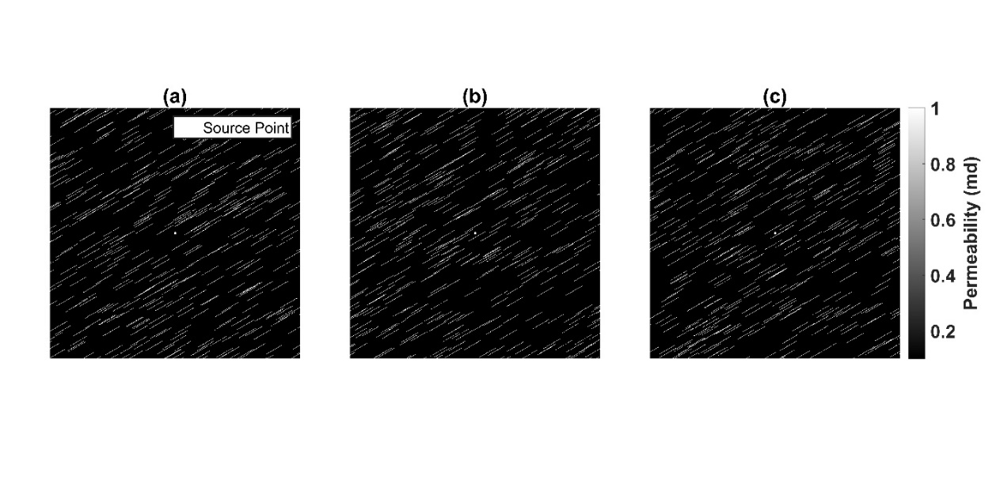 (a)
(b)
(c)
Source Point
1
0.8
0.6
0.4
0.2
Permeability (md)